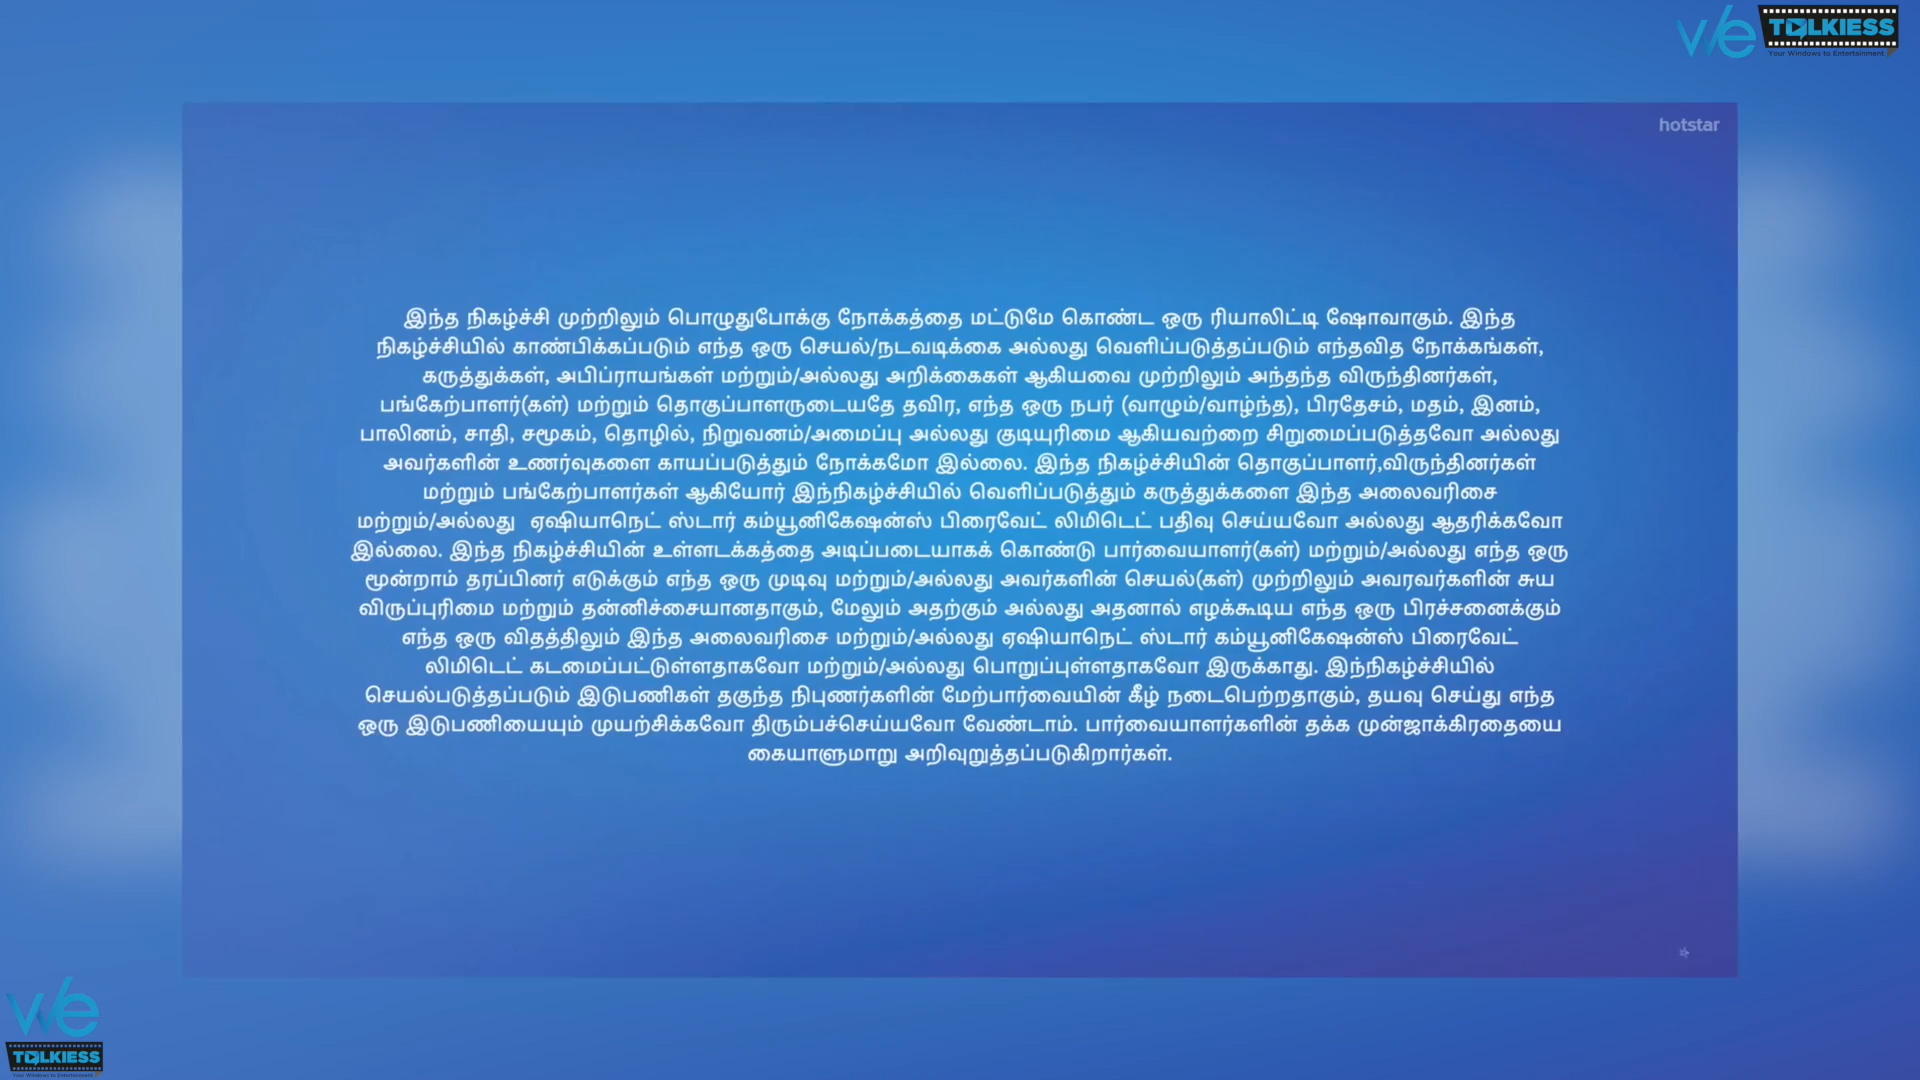 we TALKIESS
Your Windows to Entertainment
hotstar
இந்த நிகழ்ச்சி முற்றிலும் பொழுதுபோக்கு நோக்கத்தை மட்டுமே கொண்ட ஒரு ரியாலிட்டி ஷோவாகும். இந்த
நிகழ்ச்சியில் காண்பிக்கப்படும் எந்த ஒரு செயல்/நடவடிக்கை அல்லது வெளிப்படுத்தப்படும் எந்தவித நோக்கங்கள்,
கருத்துக்கள், அபிப்ராயங்கள் மற்றும்/அல்லது அறிக்கைகள் ஆகியவை முற்றிலும் அந்தந்த விருந்தினர்கள்,
பங்கேற்பாளர்(கள்) மற்றும் தொகுப்பாளருடையதே தவிர, எந்த ஒரு நபர் (வாழும்/வாழ்ந்த), பிரதேசம், மதம், இனம்,
பாலினம், சாதி, சமூகம், தொழில், நிறுவனம்/அமைப்பு அல்லது குடியுரிமை ஆகியவற்றை சிறுமைப்படுத்தவோ அல்லது
அவர்களின் உணர்வுகளை காயப்படுத்தும் நோக்கமோ இல்லை. இந்த நிகழ்ச்சியின் தொகுப்பாளர்,விருந்தினர்கள்
மற்றும் பங்கேற்பாளர்கள் ஆகியோர் இந்நிகழ்ச்சியில் வெளிப்படுத்தும் கருத்துக்களை இந்த அலைவரிசை
மற்றும்/அல்லது ஏஷியாநெட் ஸ்டார் கம்யூனிகேஷன்ஸ் பிரைவேட் லிமிடெட் பதிவு செய்யவோ அல்லது ஆதரிக்கவோ
இல்லை. இந்த நிகழ்ச்சியின் உள்ளடக்கத்தை அடிப்படையாகக் கொண்டு பார்வையாளர்(கள்) மற்றும்/அல்லது எந்த ஒரு
மூன்றாம் தரப்பினர் எடுக்கும் எந்த ஒரு முடிவு மற்றும்/அல்லது அவர்களின் செயல்(கள்) முற்றிலும் அவரவர்களின் சுய
விருப்புரிமை மற்றும் தன்னிச்சையானதாகும், மேலும் அதற்கும் அல்லது அதனால் எழக்கூடிய எந்த ஒரு பிரச்சனைக்கும்
எந்த ஒரு விதத்திலும் இந்த அலைவரிசை மற்றும்/அல்லது ஏஷியாநெட் ஸ்டார் கம்யூனிகேஷன்ஸ் பிரைவேட்
லிமிடெட் கடமைப்பட்டுள்ளதாகவோ மற்றும்/அல்லது பொறுப்புள்ளதாகவோ இருக்காது. இந்நிகழ்ச்சியில்
செயல்படுத்தப்படும் இடுபணிகள் தகுந்த நிபுணர்களின் மேற்பார்வையின் கீழ் நடைபெற்றதாகும், தயவு செய்து எந்த
ஒரு இடுபணியையும் முயற்சிக்கவோ திரும்பச்செய்யவோ வேண்டாம். பார்வையாளர்களின் தக்க முன்ஜாக்கிரதையை
கையாளுமாறு அறிவுறுத்தப்படுகிறார்கள்.
we
TALKIESS
Your Windows to Entertainment